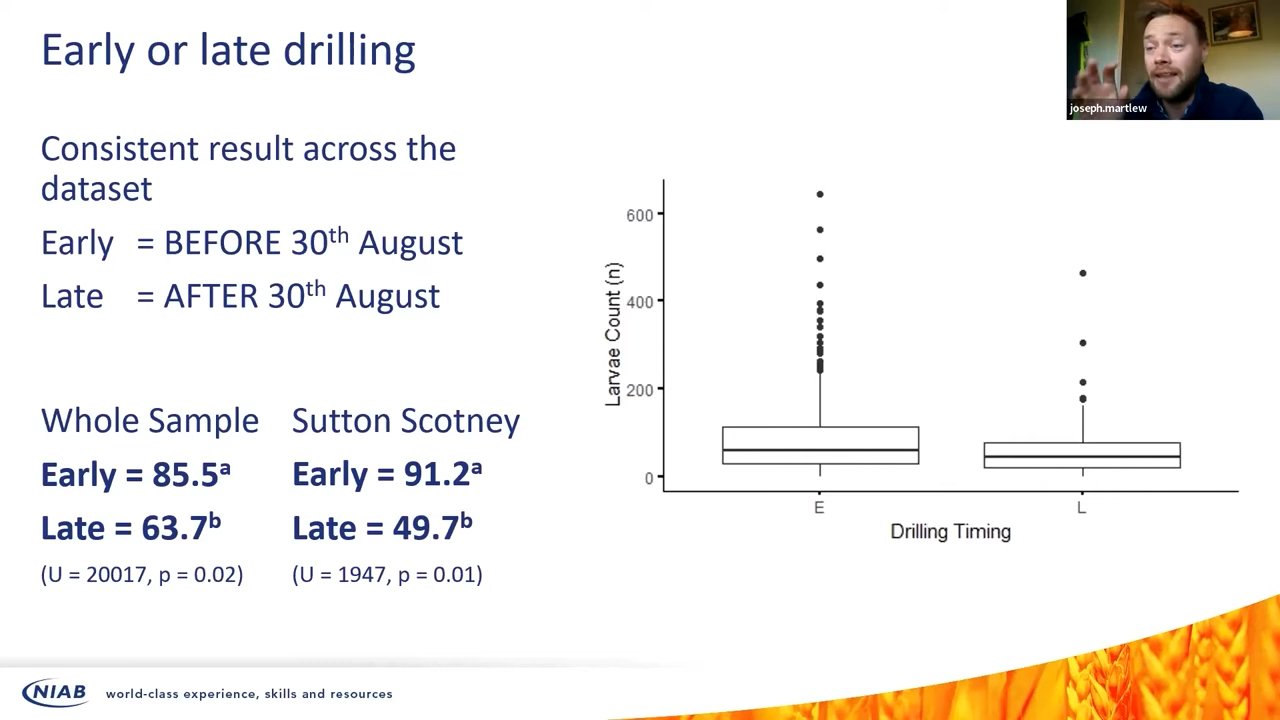 Early or late drilling
joseph.martlew
Consistent result across the
dataset
Early = BEFORE 30th August
Late = AFTER 30th August
Whole Sample
Early = 85.5a
Late = 63.7b
(U = 20017, p = 0.02)
Sutton Scotney
Early = 91.2a
Late = 49.7b
(U = 1947, p = 0.01)
Larvae Count (n)
600
400
200
0
E
L
Drilling Timing
NIAB
world-class experience, skills and resources